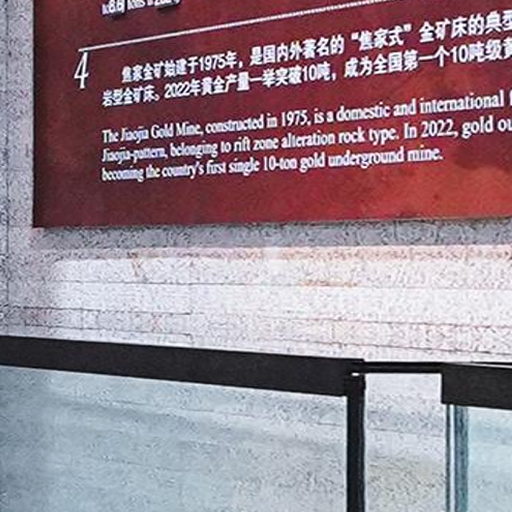 4
焦家金矿始建于1975年，是国内外著名的“焦家式”金矿床的典型
岩型金矿床。2022年黄金产量一举突破10吨，成为全国第一个10吨级黄
The Jiaojia Gold Mine, constructed in 1975, is a domestic and international
Jiaojia-pattern, belonging to rift zone alteration rock type. In 2022, gold
becoming the country's first single 10-ton gold underground mine.